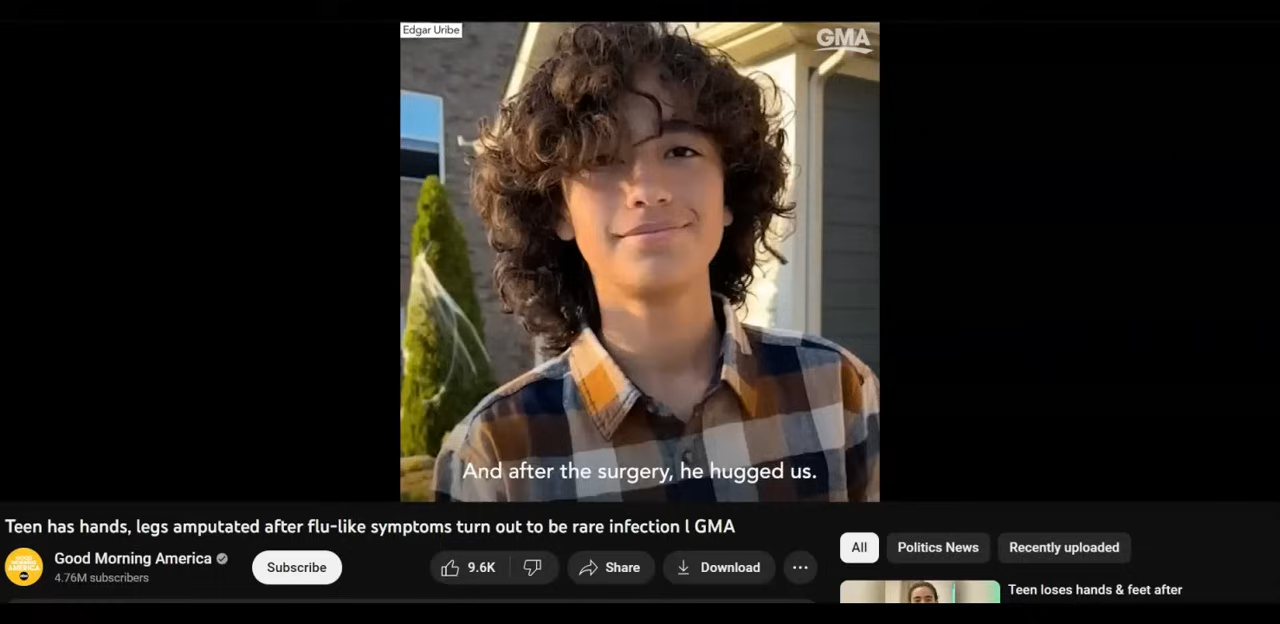 Edgar Uribe
GMA
And after the surgery, he hugged us.
Teen has hands, legs amputated after flu-like symptoms turn out to be rare infection l GMA
Good Morning America
4.76M subscribers
Subscribe
9.6K
Share
Download
All
Politics News
Recently uploaded
Teen loses hands & feet after